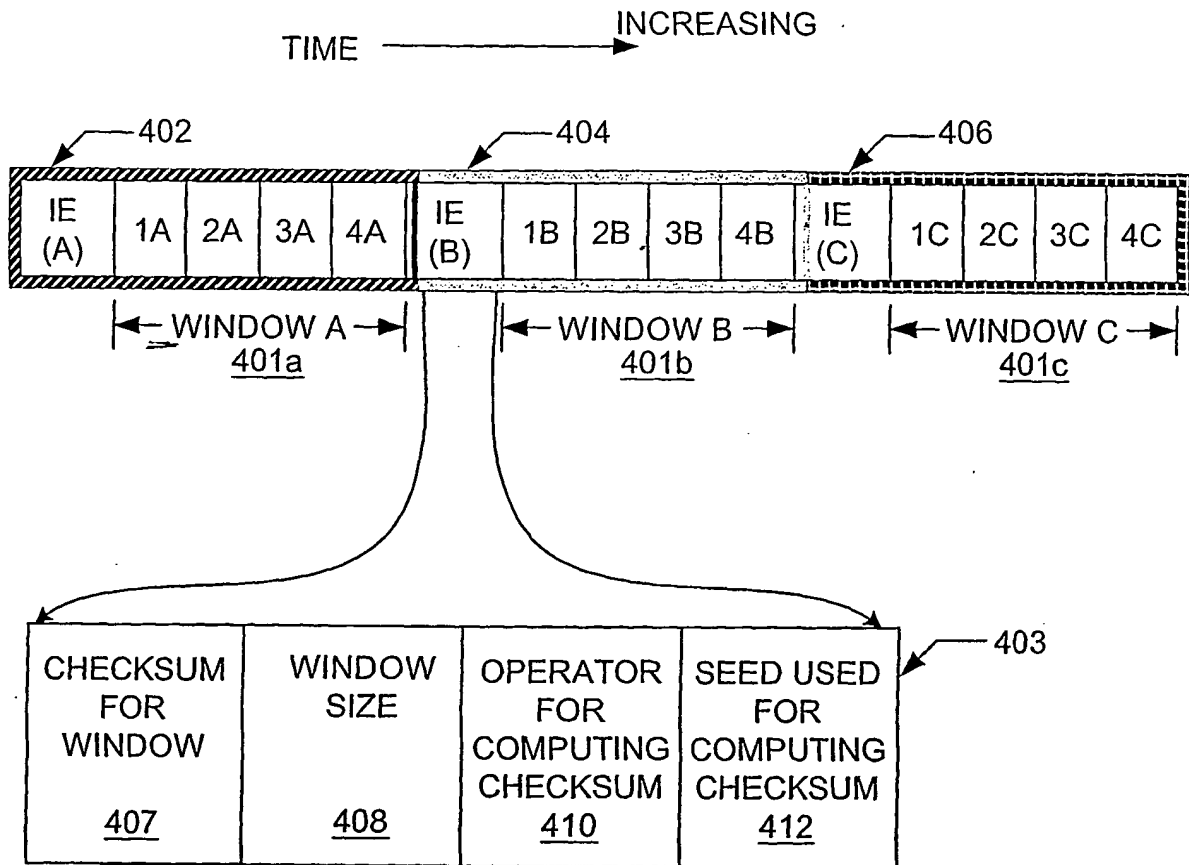 TIME INCREASING
402 404 406
IE (A) 1A 2A 3A 4A IE (B) 1B 2B 3B 4B IE (C) 1C 2C 3C 4C
WINDOW A WINDOW B WINDOW C
401a 401b 401c
403
CHECKSUM FOR WINDOW
407
WINDOW SIZE
408
OPERATOR FOR COMPUTING CHECKSUM
410
SEED USED FOR COMPUTING CHECKSUM
412